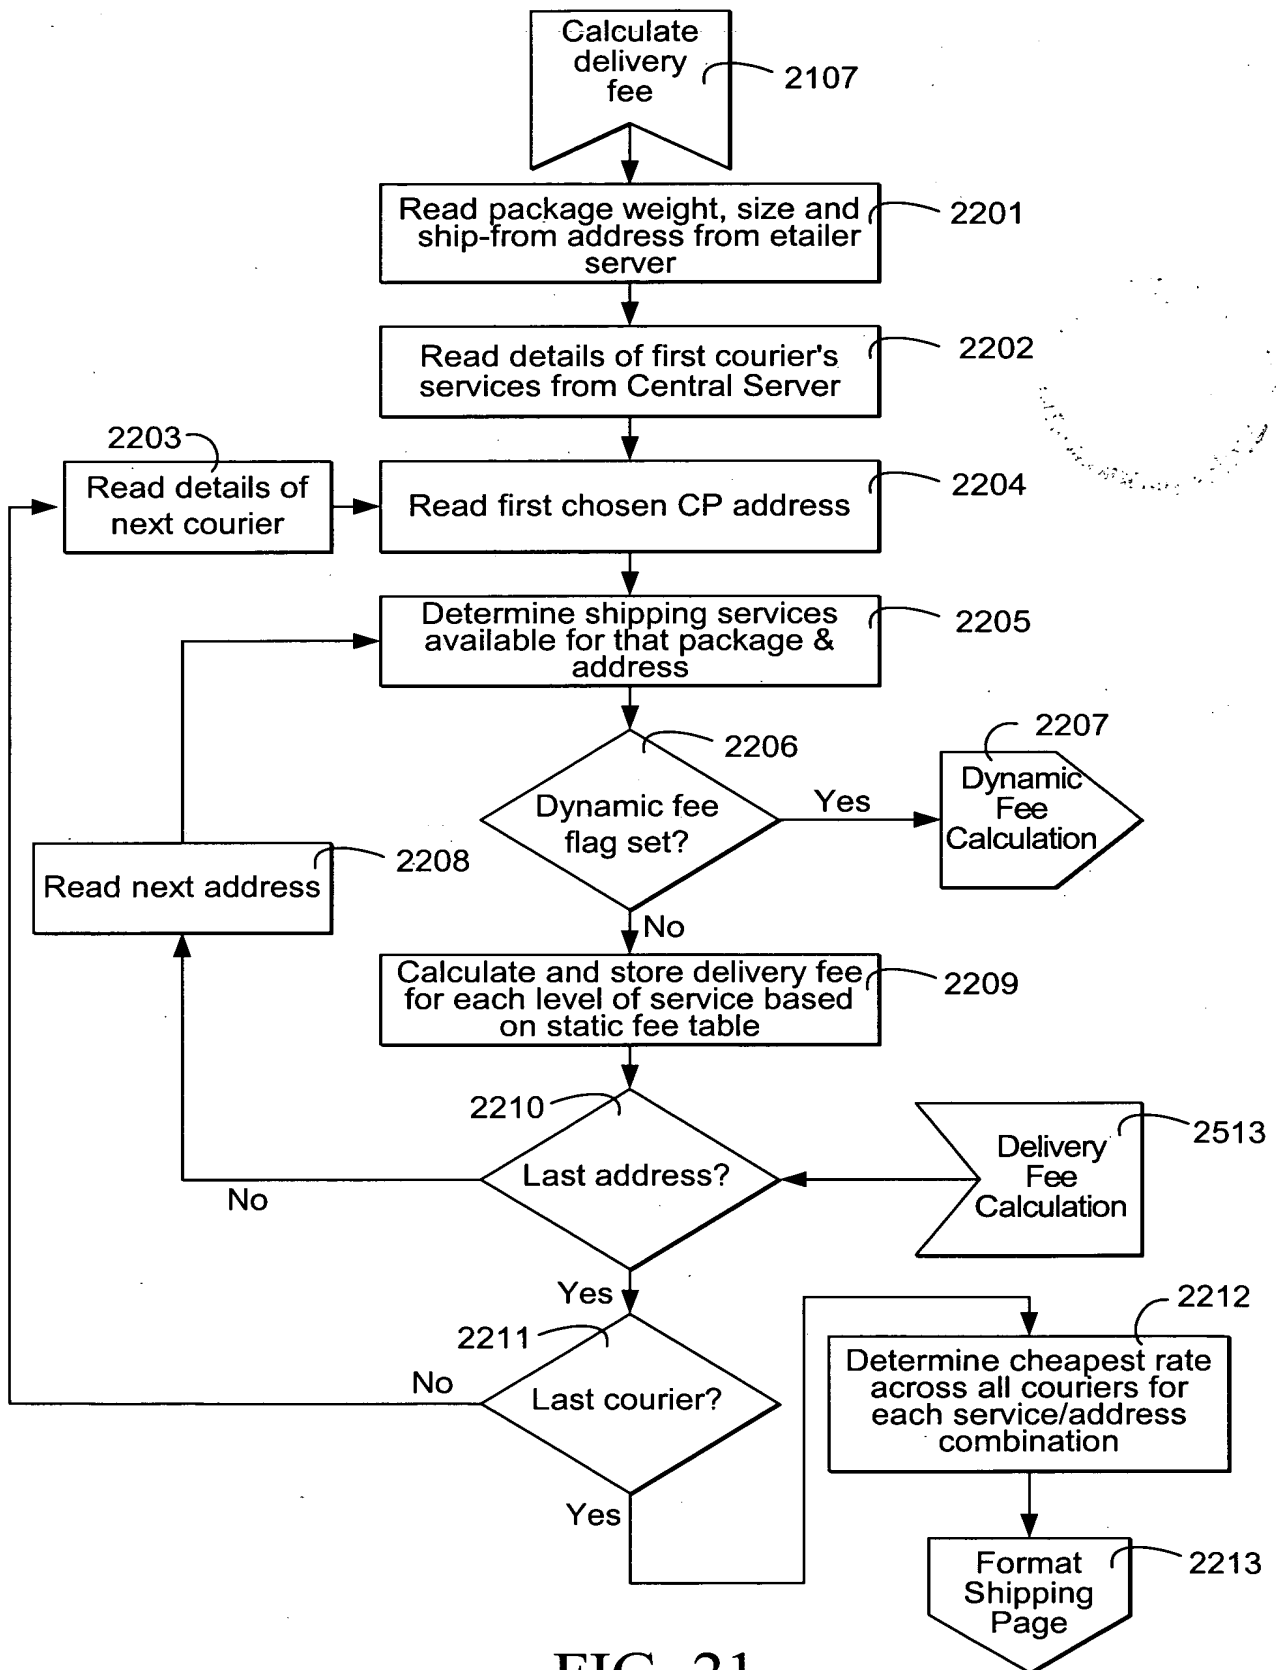 Calculate
delivery
fee
2107
Read package weight, size and
ship-from address from etailer
server
2201
Read details of first courier's
services from Central Server
2202
2203
Read details of
next courier
Read first chosen CP address
2204
Determine shipping services
available for that package &
address
2205
2206
Dynamic fee
flag set?
Yes
2207
Dynamic
Fee
Calculation
No
2208
Read next address
Calculate and store delivery fee
for each level of service based
on static fee table
2209
2210
Last address?
No
2513
Delivery
Fee
Calculation
Yes
2211
Last courier?
No
Yes
2212
Determine cheapest rate
across all couriers for
each service/address
combination
Format
Shipping
Page
2213
FIG. 21